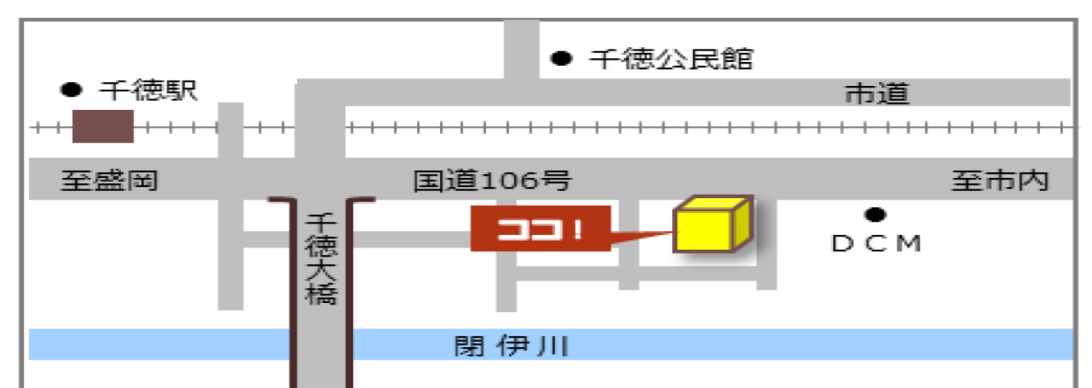 千徳公民館
千徳駅
市道
至盛岡
国道106号
至市内
ココ!
千徳大橋
DCM
閉伊川